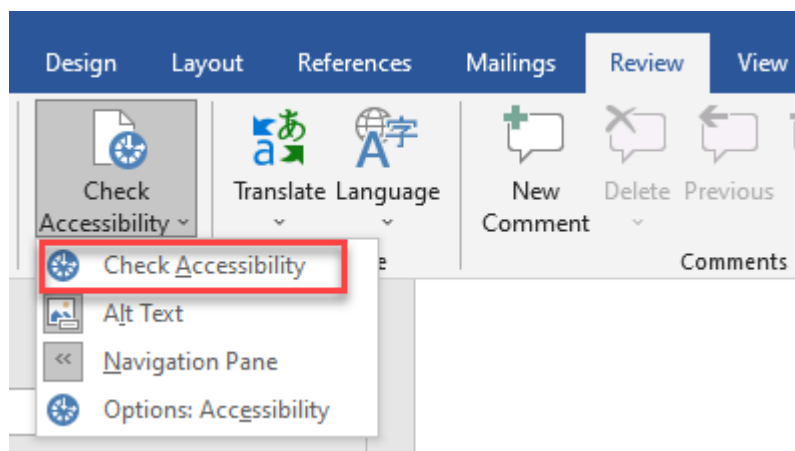 Design Layout References Mailings Review View
Check Accessibility
Translate
Language
New Comment
Delete
Previous
Comments
Check Accessibility
Alt Text
Navigation Pane
Options: Accessibility